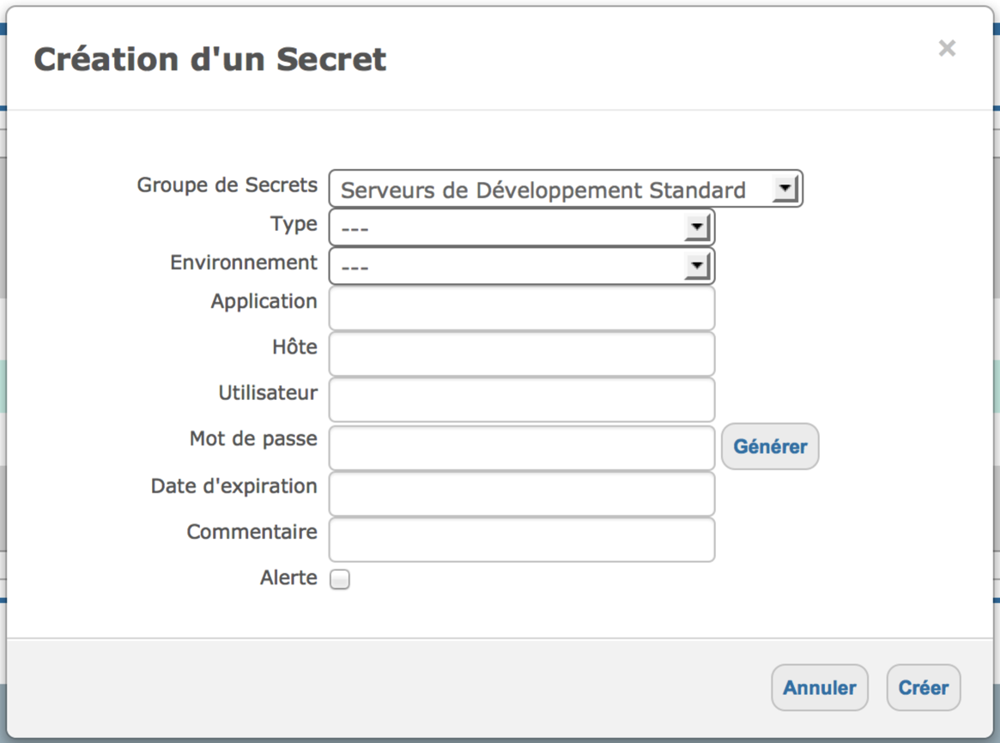 Création d'un Secret ×
Groupe de Secrets Serveurs de Développement Standard
Type ---
Environnement ---
Application
Hôte
Utilisateur
Mot de passe Générer
Date d'expiration
Commentaire
Alerte
Annuler Créer